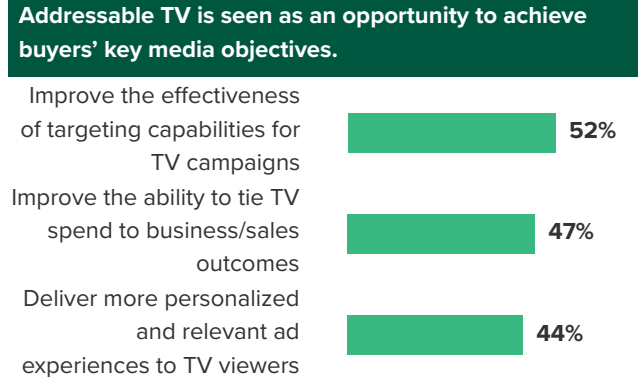 Addressable TV is seen as an opportunity to achieve
buyers’ key media objectives.
Improve the effectiveness
of targeting capabilities for
TV campaigns
52%
Improve the ability to tie TV
spend to business/sales
outcomes
47%
Deliver more personalized
and relevant ad
experiences to TV viewers
44%